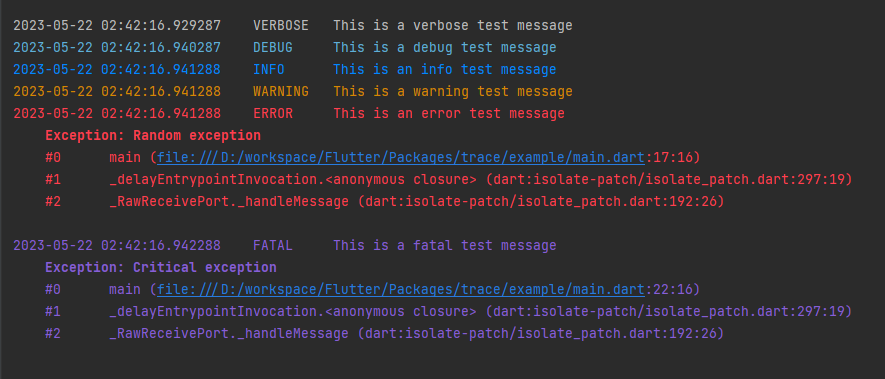 2023-05-22 02:42:16.929287    VERBOSE   This is a verbose test message
2023-05-22 02:42:16.940287    DEBUG     This is a debug test message
2023-05-22 02:42:16.941288    INFO      This is an info test message
2023-05-22 02:42:16.941288    WARNING   This is a warning test message
2023-05-22 02:42:16.941288    ERROR     This is an error test message
    Exception: Random exception
    #0      main (file:///D:/workspace/Flutter/Packages/trace/example/main.dart:17:16)
    #1      _delayEntrypointInvocation.<anonymous closure> (dart:isolate-patch/isolate_patch.dart:297:19)
    #2      _RawReceivePort._handleMessage (dart:isolate-patch/isolate_patch.dart:192:26)

2023-05-22 02:42:16.942288    FATAL     This is a fatal test message
    Exception: Critical exception
    #0      main (file:///D:/workspace/Flutter/Packages/trace/example/main.dart:22:16)
    #1      _delayEntrypointInvocation.<anonymous closure> (dart:isolate-patch/isolate_patch.dart:297:19)
    #2      _RawReceivePort._handleMessage (dart:isolate-patch/isolate_patch.dart:192:26)